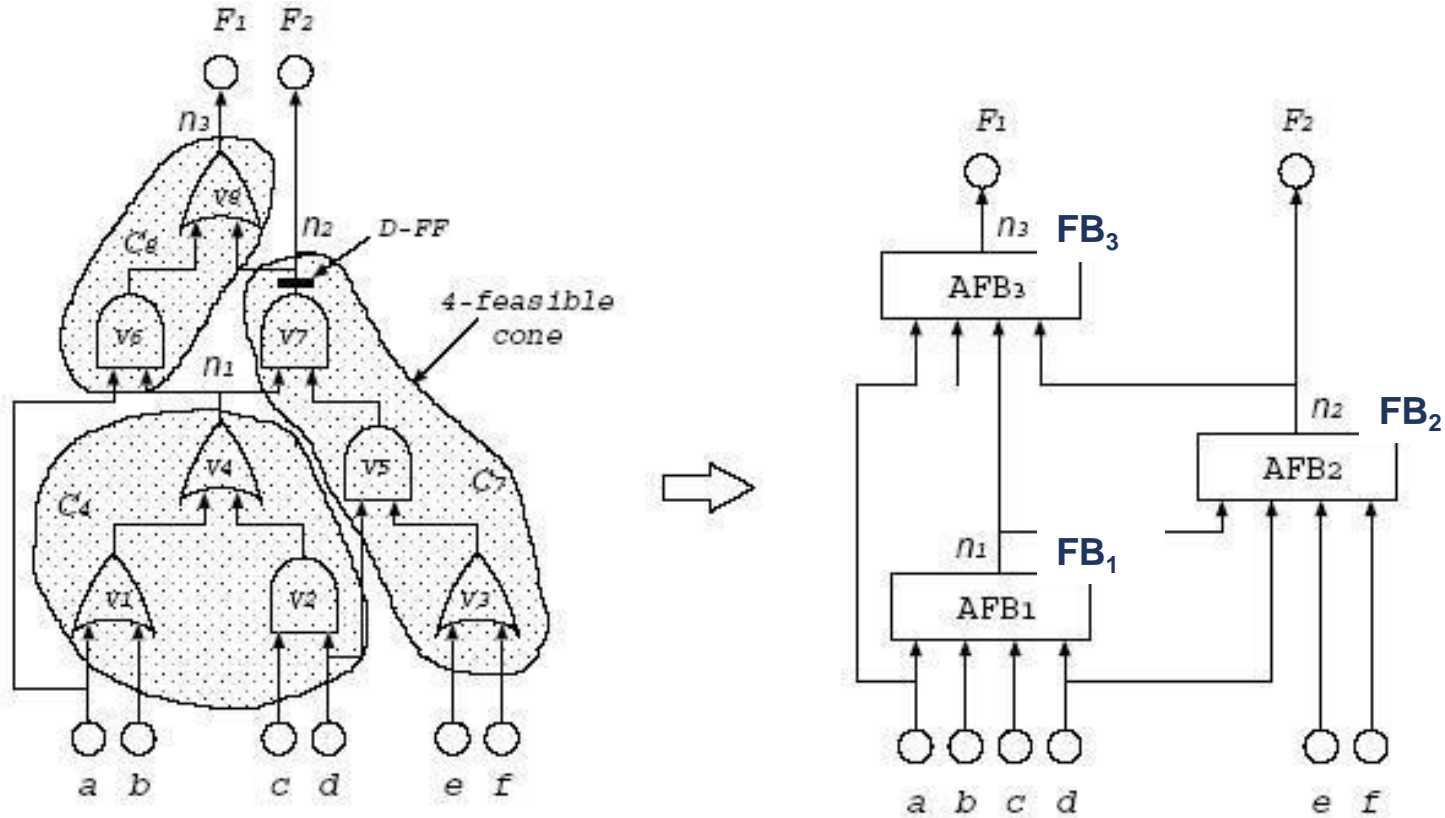 F₁ F₂
n₃
v8
C₈
n₂
D-FF
4-feasible
cone
v6
v7
n₁
v4
v5
C₄
C₇
v1
v2
v3
a b c d e f
F₁ F₂
n₃ FB₃
AFB₃
n₂ FB₂
AFB₂
n₁ FB₁
AFB₁
a b c d e f